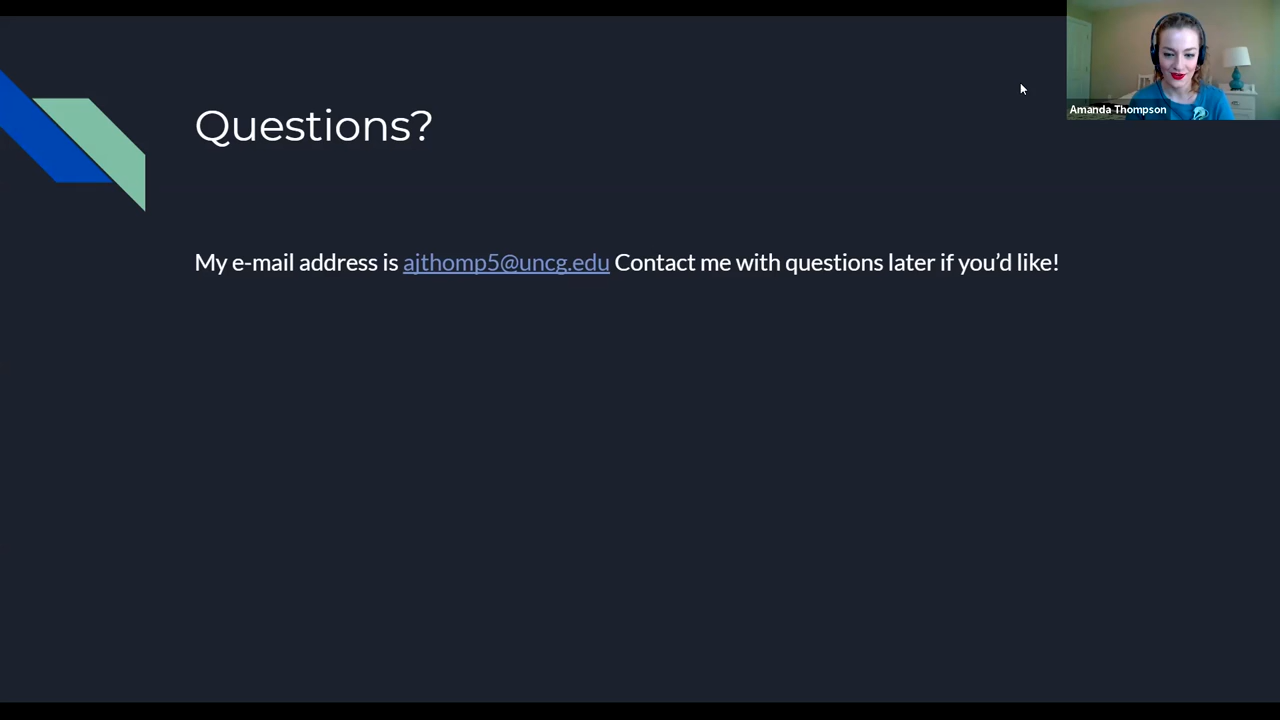 Amanda Thompson
Questions?
My e-mail address is ajthomp5@uncg.edu Contact me with questions later if you’d like!